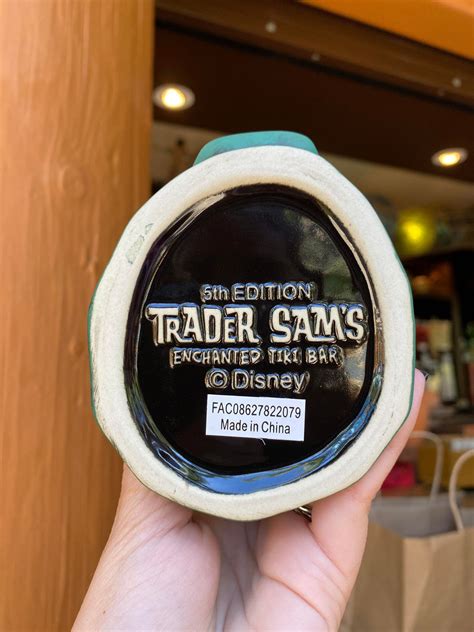 5th EDITION
TRADER SAM'S
ENCHANTED TIKI BAR
© Disney
FAC08627822079
Made in China